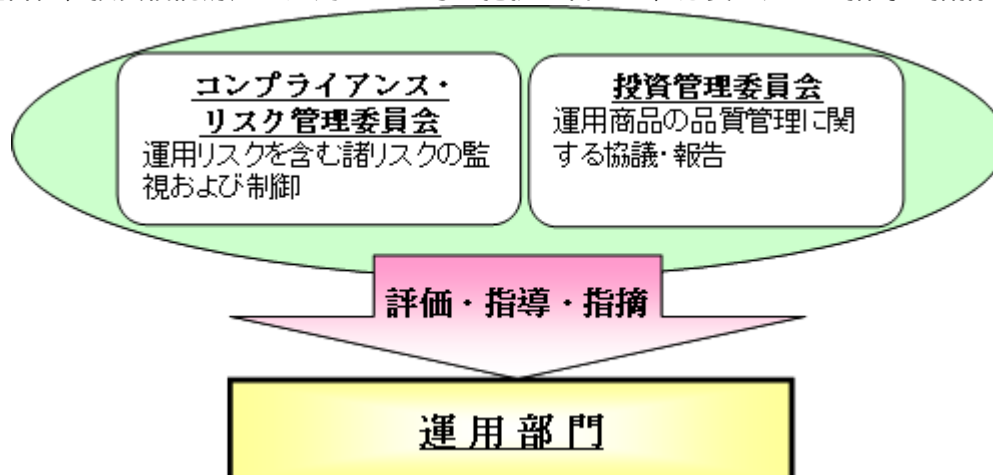 コンプライアンス・
リスク管理委員会
運用リスクを含む諸リスクの監
視および制御
投資管理委員会
運用商品の品質管理に関
する協議・報告
評価・指導・指摘
運用部門